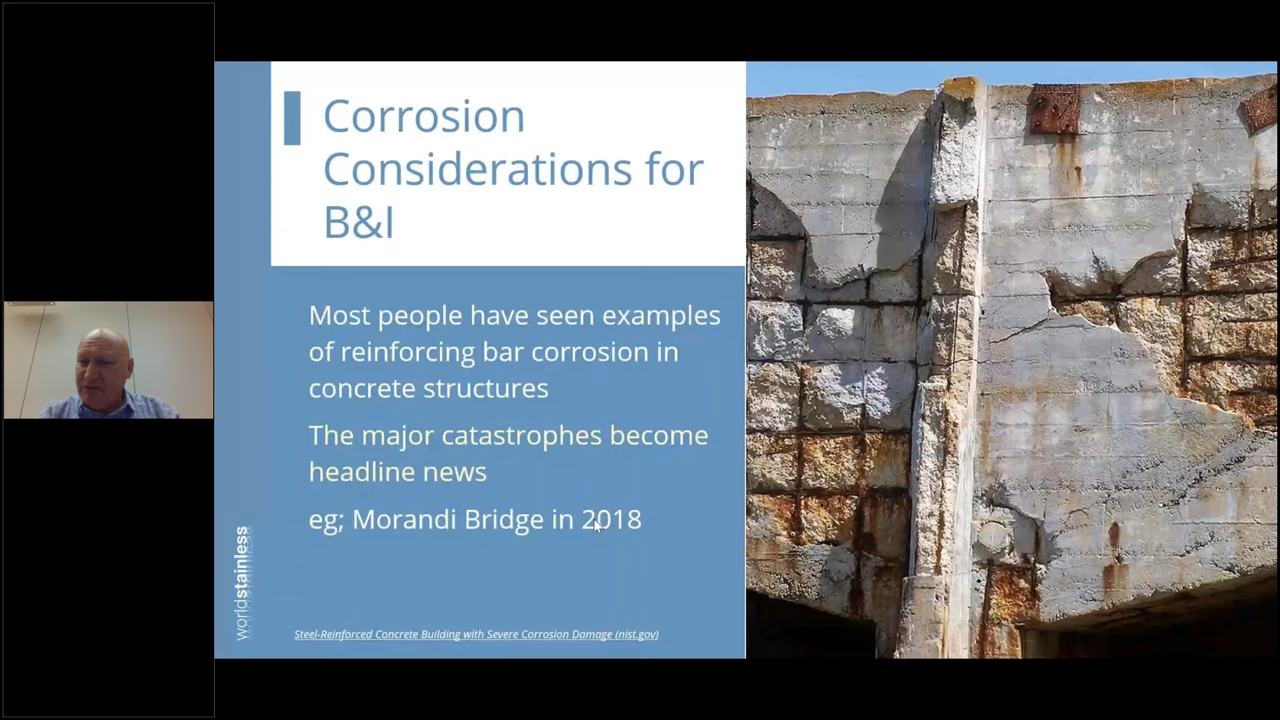 Corrosion
Considerations for
B&I
Most people have seen examples
of reinforcing bar corrosion in
concrete structures
The major catastrophes become
headline news
eg; Morandi Bridge in 2018
worldstainless
Steel-Reinforced Concrete Building with Severe Corrosion Damage (nist.gov)